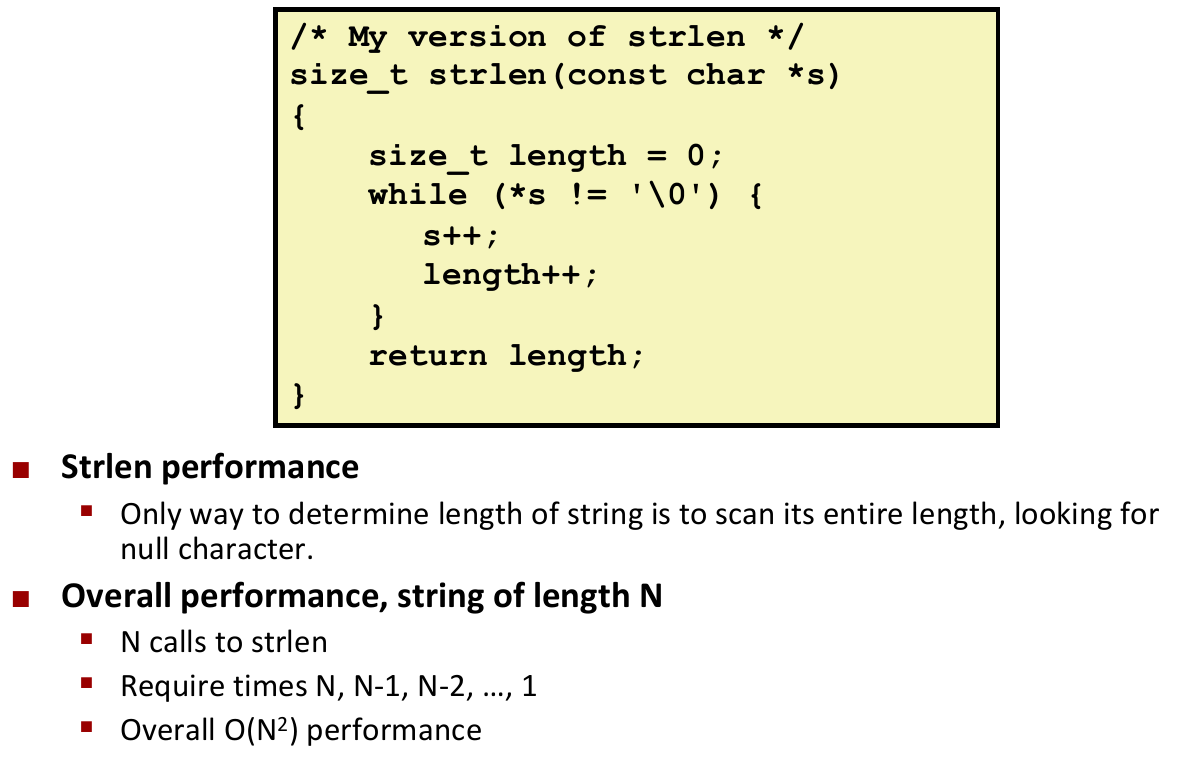 /* My version of strlen */
size_t strlen(const char *s)
{
    size_t length = 0;
    while (*s != '\0') {
       s++;
       length++;
    }
    return length;
}
■ Strlen performance
▪ Only way to determine length of string is to scan its entire length, looking for
null character.
■ Overall performance, string of length N
▪ N calls to strlen
▪ Require times N, N-1, N-2, …, 1
▪ Overall O(N²) performance